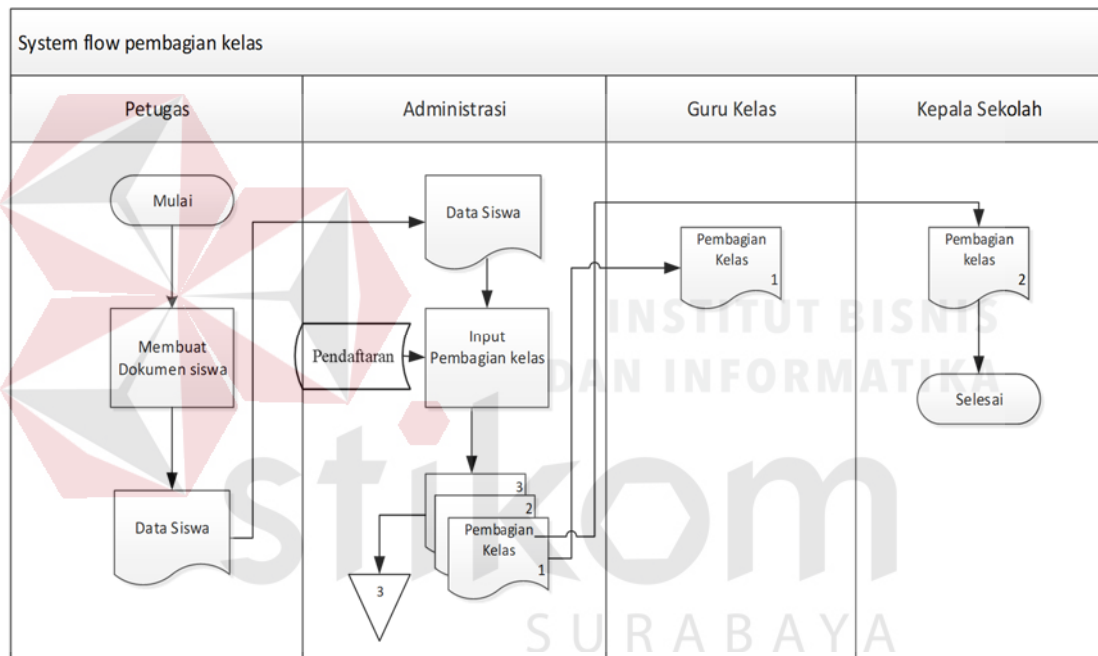 System flow pembagian kelas
Petugas
Administrasi
Guru Kelas
Kepala Sekolah
Mulai
Membuat
Dokumen siswa
Data Siswa
Data Siswa
Pendaftaran
Input
Pembagian kelas
3
2
Pembagian
Kelas
1
3
Pembagian
Kelas
1
Pembagian
kelas
2
Selesai
INSTITUT BISNIS
DAN INFORMATIKA
stikom
SURABAYA